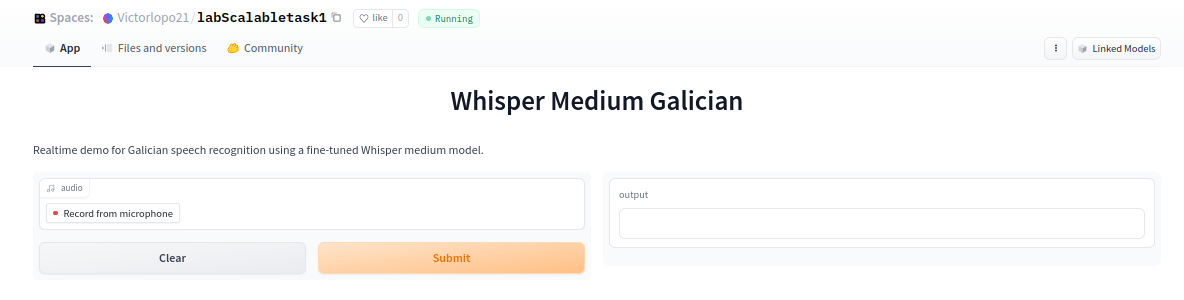 Spaces: Victorlopo21/labScalabletask1 like 0 Running
App Files and versions Community Linked Models
Whisper Medium Galician
Realtime demo for Galician speech recognition using a fine-tuned Whisper medium model.
audio
Record from microphone
Clear Submit
output